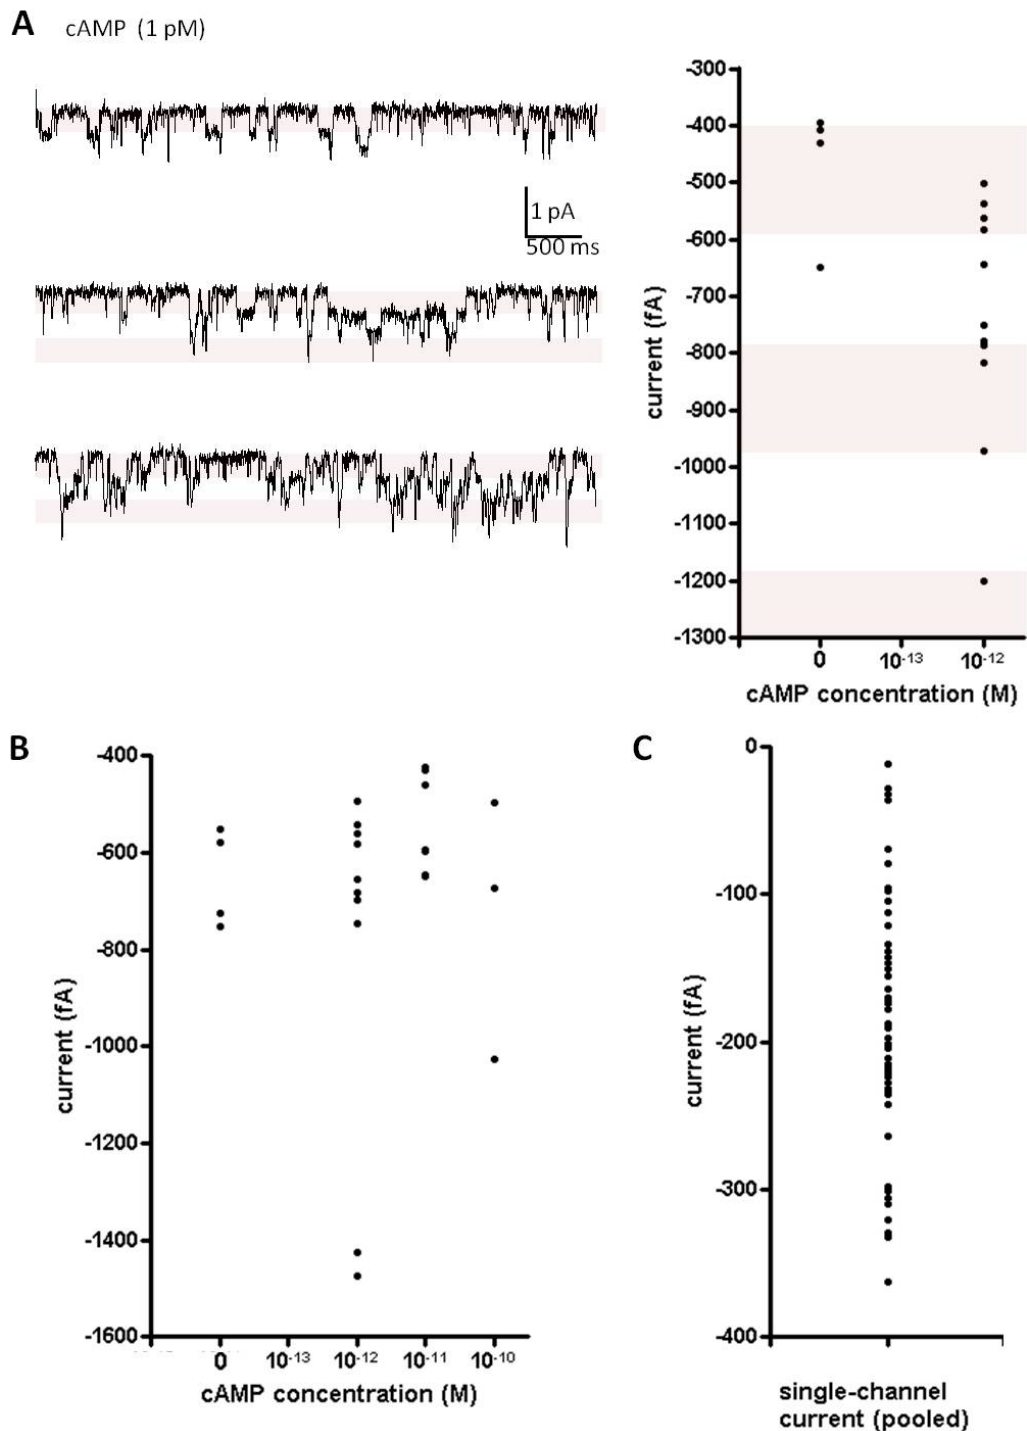 A cAMP (1 pM)
1 pA
500 ms
-300
-400
-500
-600
-700
-800
-900
-1000
-1100
-1200
-1300
current (fA)
0 10-13 10-12
cAMP concentration (M)
B
-400
-600
-800
-1000
-1200
-1400
-1600
current (fA)
0 10-13 10-12 10-11 10-10
cAMP concentration (M)
C
0
-100
-200
-300
-400
current (fA)
single-channel
current (pooled)